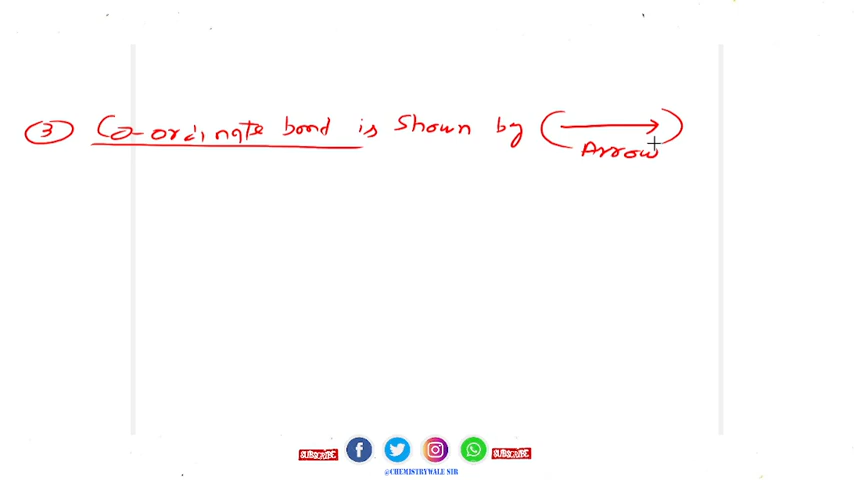 ③ Co-ordinate bond is shown by (⟶)
Arrow
SUBSCRIBE SUBSCRIBE
@CHEMISTRYWALE SIR